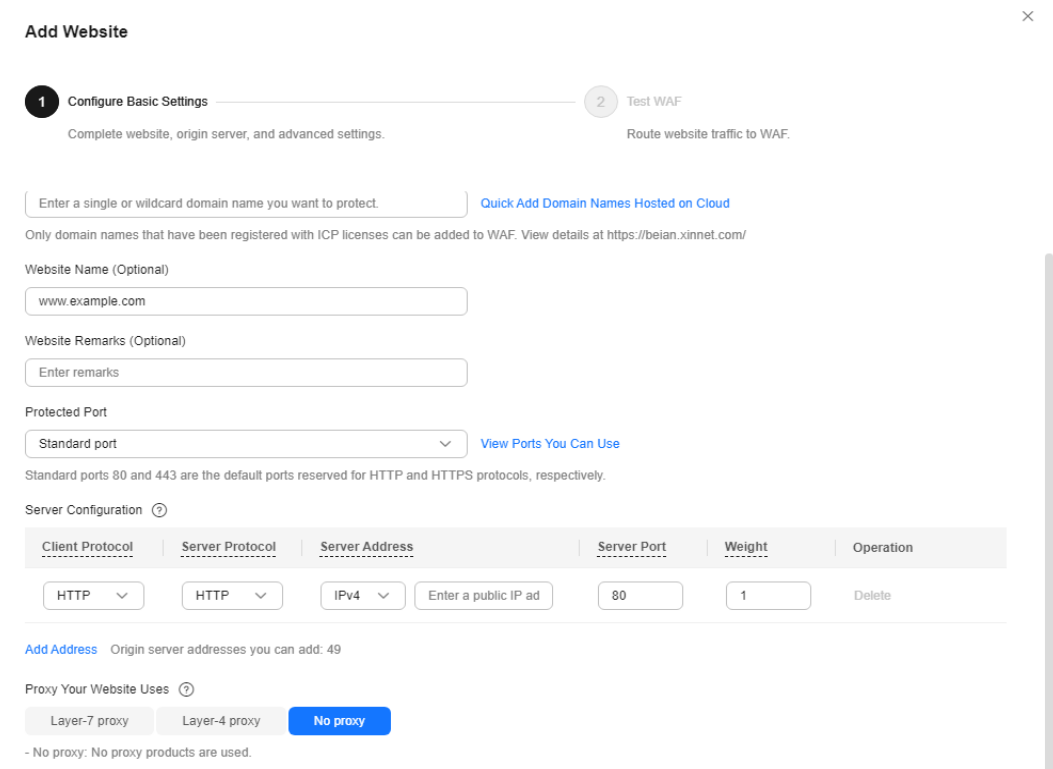 Add Website
1 Configure Basic Settings 2 Test WAF
Complete website, origin server, and advanced settings. Route website traffic to WAF.
Enter a single or wildcard domain name you want to protect. Quick Add Domain Names Hosted on Cloud
Only domain names that have been registered with ICP licenses can be added to WAF. View details at https://beian.xinnet.com/
Website Name (Optional)
www.example.com
Website Remarks (Optional)
Enter remarks
Protected Port
Standard port View Ports You Can Use
Standard ports 80 and 443 are the default ports reserved for HTTP and HTTPS protocols, respectively.
Server Configuration ?
Client Protocol Server Protocol Server Address Server Port Weight Operation
HTTP HTTP IPv4 Enter a public IP ad 80 1 Delete
Add Address Origin server addresses you can add: 49
Proxy Your Website Uses ?
Layer-7 proxy Layer-4 proxy No proxy
- No proxy: No proxy products are used.